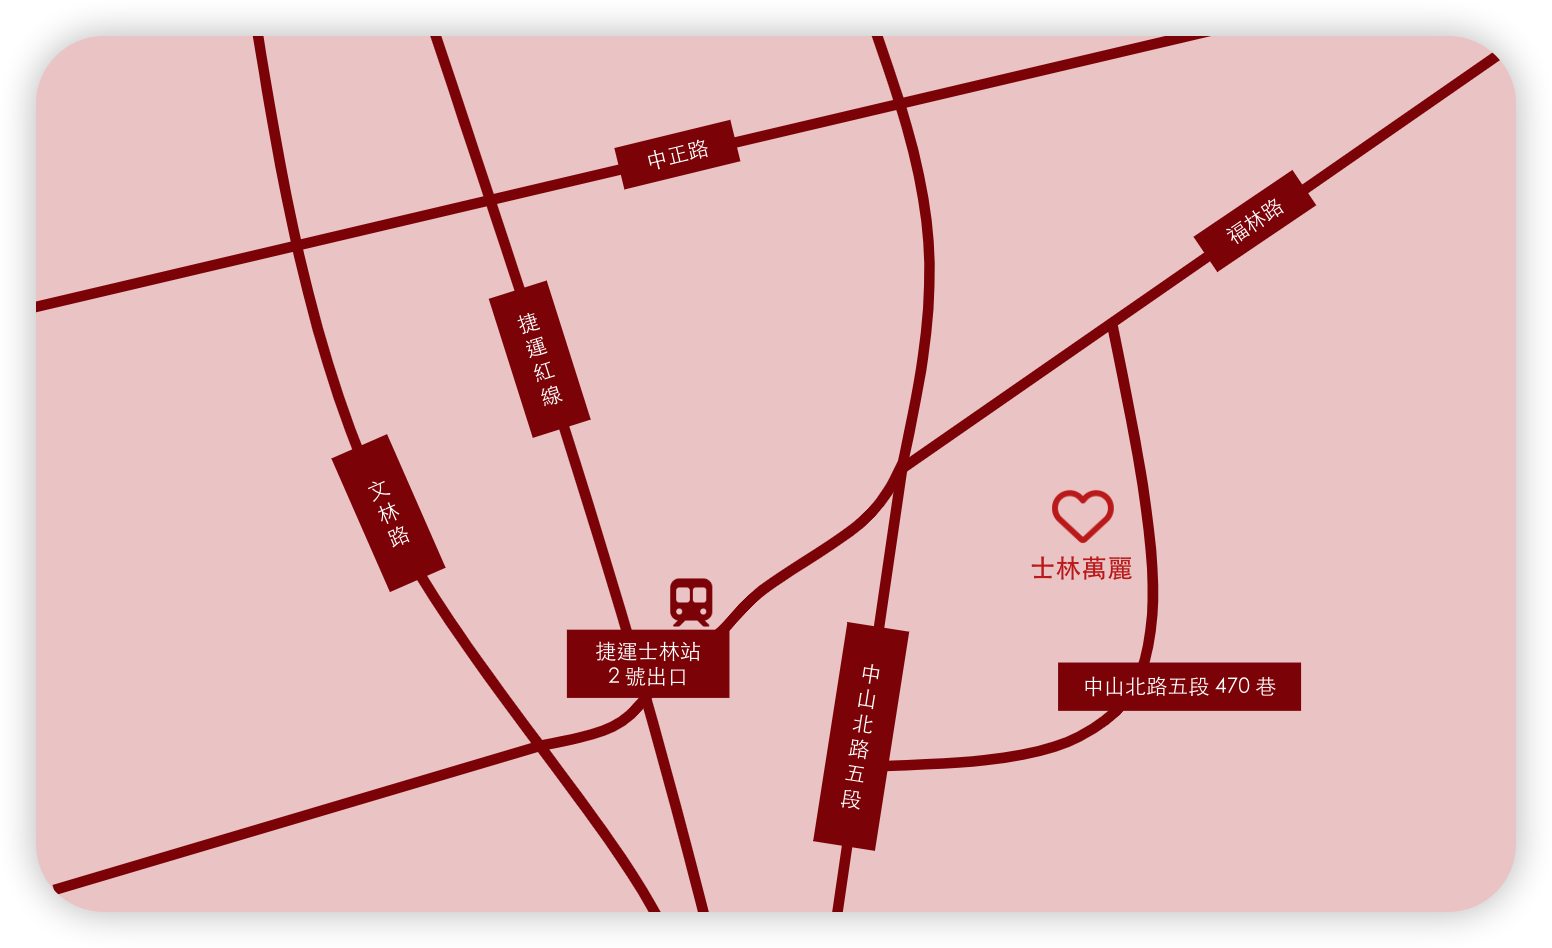 中正路
福林路
捷運紅線
文林路
士林萬麗
捷運士林站
2 號出口
中山北路五段
中山北路五段 470 巷